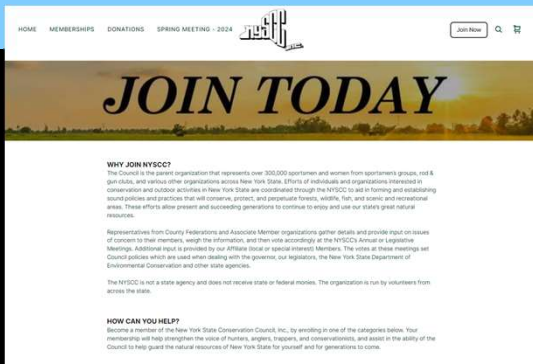 HOME MEMBERSHIPS DONATIONS SPRING MEETING - 2024 NYSCC Join Now
JOIN TODAY
WHY JOIN NYSCC?
The Council is the parent organization that represents over 300,000 sportsmen and women from sportsmen's groups, rod &
gun clubs, and various other organizations across New York State. Efforts of individuals and organizations interested in
conservation and outdoor activities in New York State are coordinated through the NYSCC to aid in forming and establishing
sound policies and practices that will conserve, protect, and perpetuate forests, wildlife, fish, and scenic and recreational
areas. These efforts allow present and succeeding generations to continue to enjoy and use our state's great natural
resources.
Representatives from County Federations and Associate Member organizations gather details and provide input on issues
of concern to their members, weigh the information, and then vote accordingly at the NYSCC's Annual or Legislative
Meetings. Additional input is provided by our Affiliate (local or special interest) Members. The votes at these meetings set
Council policies which are used when dealing with the governor, our legislators, the New York State Department of
Environmental Conservation and other state agencies.
The NYSCC is not a state agency and does not receive state or federal monies. The organization is run by volunteers from
across the state.
HOW CAN YOU HELP?
Become a member of the New York State Conservation Council, Inc., by enrolling in one of the categories below. Your
membership will help strengthen the voice of hunters, anglers, trappers, and conservationists, and assist in the ability of the
Council to help guard the natural resources of New York State for yourself and for generations to come.